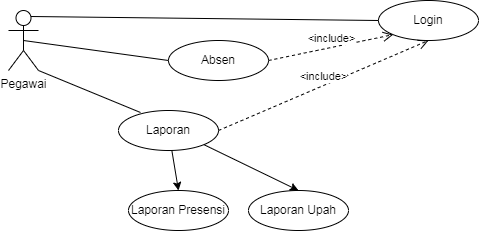 Login
<include>
Absen
<include>
Pegawai
Laporan
Laporan Presensi
Laporan Upah